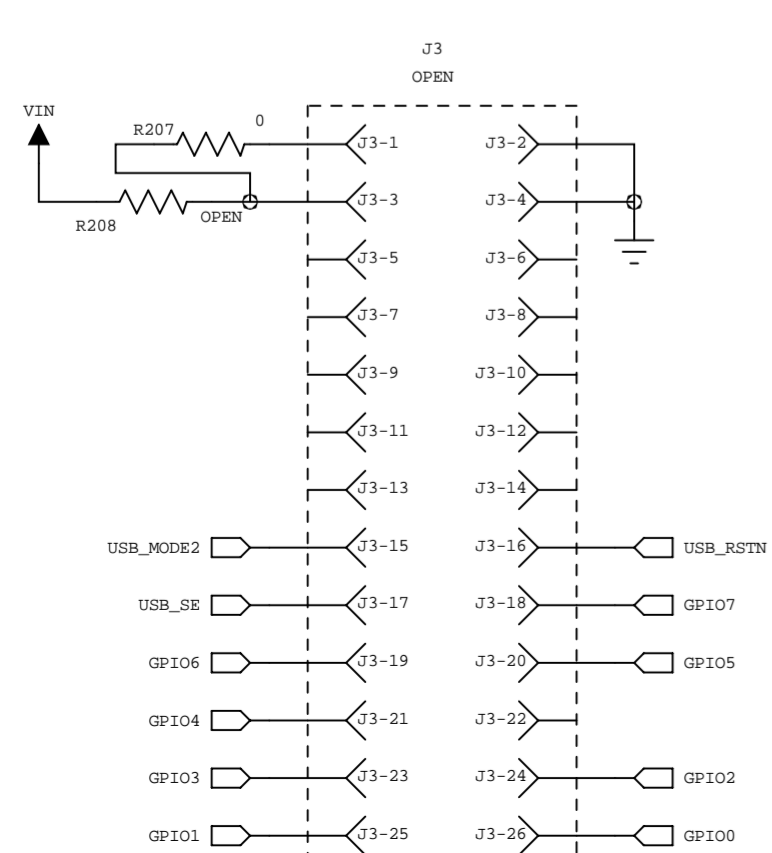 J3
OPEN
VIN
R207 0
J3-1 J3-2
R208 OPEN J3-3 J3-4
J3-5 J3-6
J3-7 J3-8
J3-9 J3-10
J3-11 J3-12
J3-13 J3-14
USB_MODE2 J3-15 J3-16 USB_RSTN
USB_SE J3-17 J3-18 GPIO7
GPIO6 J3-19 J3-20 GPIO5
GPIO4 J3-21 J3-22
GPIO3 J3-23 J3-24 GPIO2
GPIO1 J3-25 J3-26 GPIO0